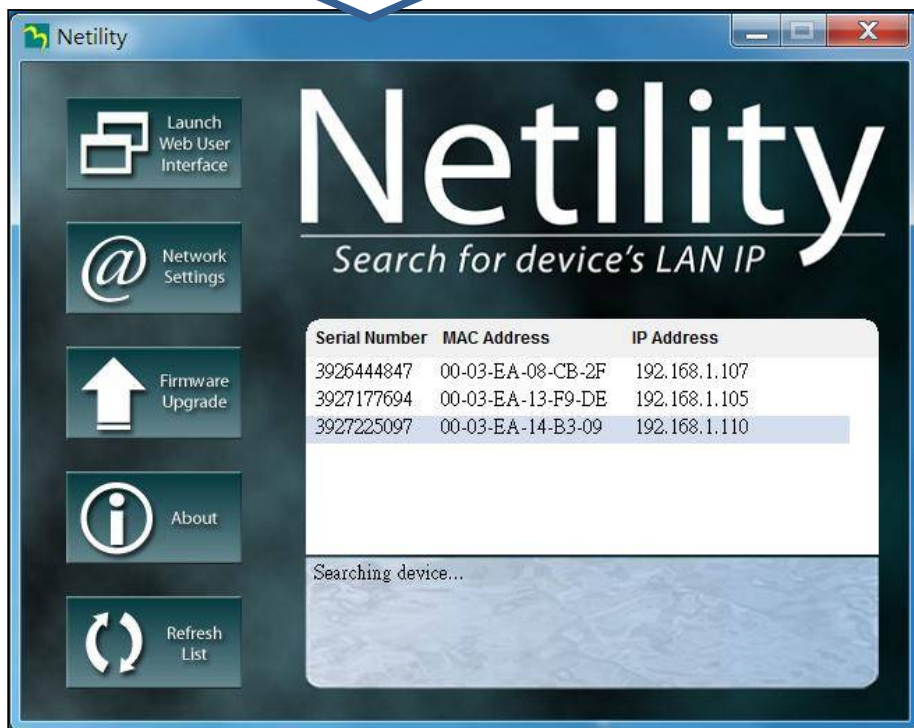 Netility
Launch
Web User
Interface
Network
Settings
Firmware
Upgrade
About
Refresh
List
Netility
Search for device's LAN IP
Serial Number MAC Address IP Address
3926444847 00-03-EA-08-CB-2F 192.168.1.107
3927177694 00-03-EA-13-F9-DE 192.168.1.105
3927225097 00-03-EA-14-B3-09 192.168.1.110
Searching device...